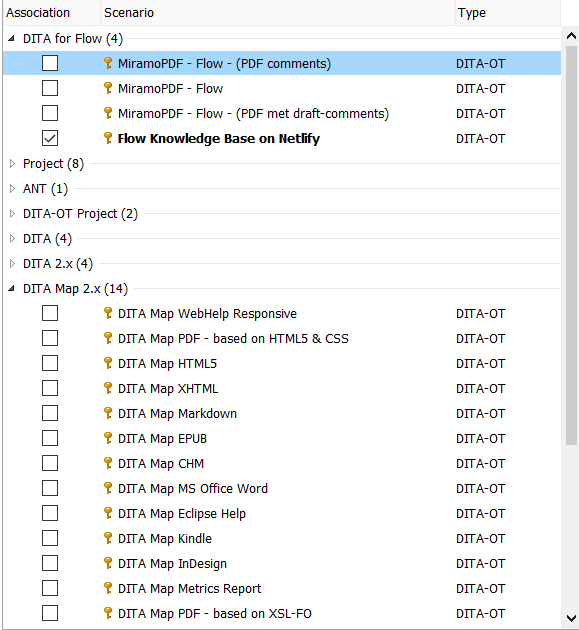 Association Scenario Type
DITA for Flow (4)
MiramoPDF - Flow - (PDF comments) DITA-OT
MiramoPDF - Flow DITA-OT
MiramoPDF - Flow - (PDF met draft-comments) DITA-OT
Flow Knowledge Base on Netlify DITA-OT
Project (8)
ANT (1)
DITA-OT Project (2)
DITA (4)
DITA 2.x (4)
DITA Map 2.x (14)
DITA Map WebHelp Responsive DITA-OT
DITA Map PDF - based on HTML5 & CSS DITA-OT
DITA Map HTML5 DITA-OT
DITA Map XHTML DITA-OT
DITA Map Markdown DITA-OT
DITA Map EPUB DITA-OT
DITA Map CHM DITA-OT
DITA Map MS Office Word DITA-OT
DITA Map Eclipse Help DITA-OT
DITA Map Kindle DITA-OT
DITA Map InDesign DITA-OT
DITA Map Metrics Report DITA-OT
DITA Map PDF - based on XSL-FO DITA-OT